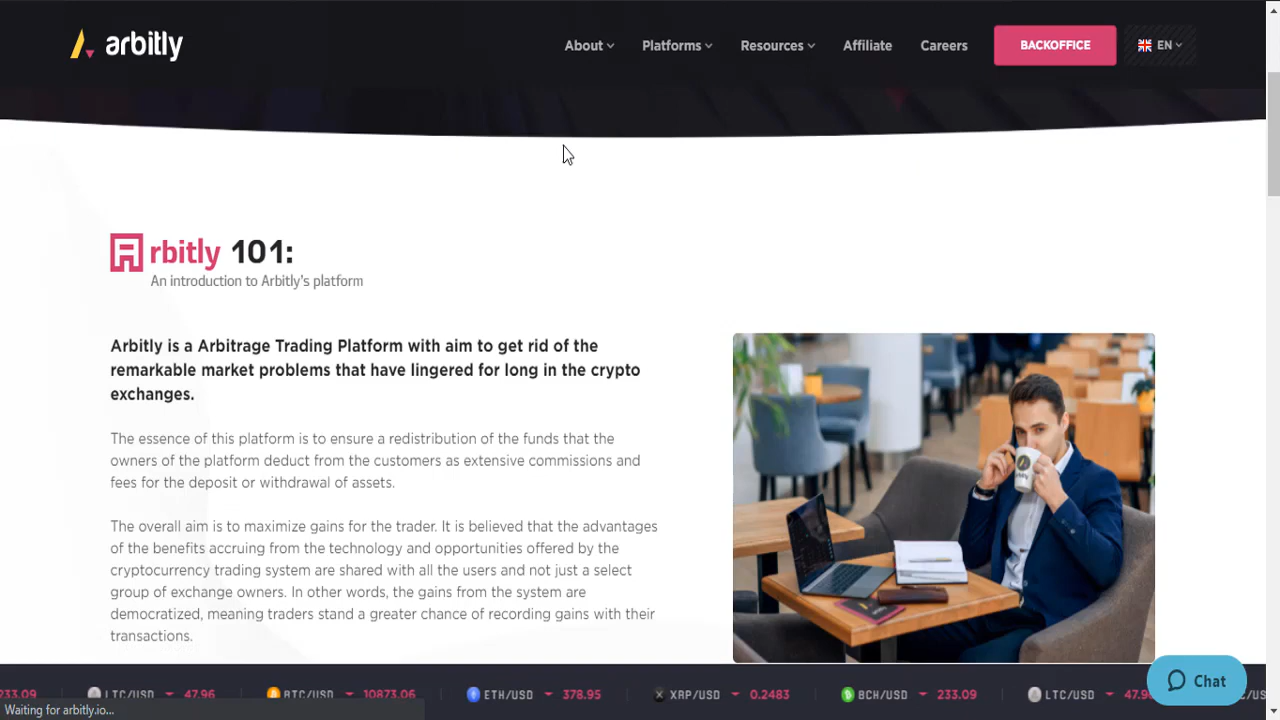 arbitly
About
Platforms
Resources
Affiliate
Careers
BACKOFFICE
EN
Arbitly 101:
An introduction to Arbitly's platform
Arbitly is a Arbitrage Trading Platform with aim to get rid of the
remarkable market problems that have lingered for long in the crypto
exchanges.
The essence of this platform is to ensure a redistribution of the funds that the
owners of the platform deduct from the customers as extensive commissions and
fees for the deposit or withdrawal of assets.
The overall aim is to maximize gains for the trader. It is believed that the advantages
of the benefits accruing from the technology and opportunities offered by the
cryptocurrency trading system are shared with all the users and not just a select
group of exchange owners. In other words, the gains from the system are
democratized, meaning traders stand a greater chance of recording gains with their
transactions.
233.09 LTC/USD 47.96 BTC/USD 10873.06 ETH/USD 378.95 XRP/USD 0.2483 BCH/USD 233.09 LTC/USD
Chat
Waiting for arbitly.io...